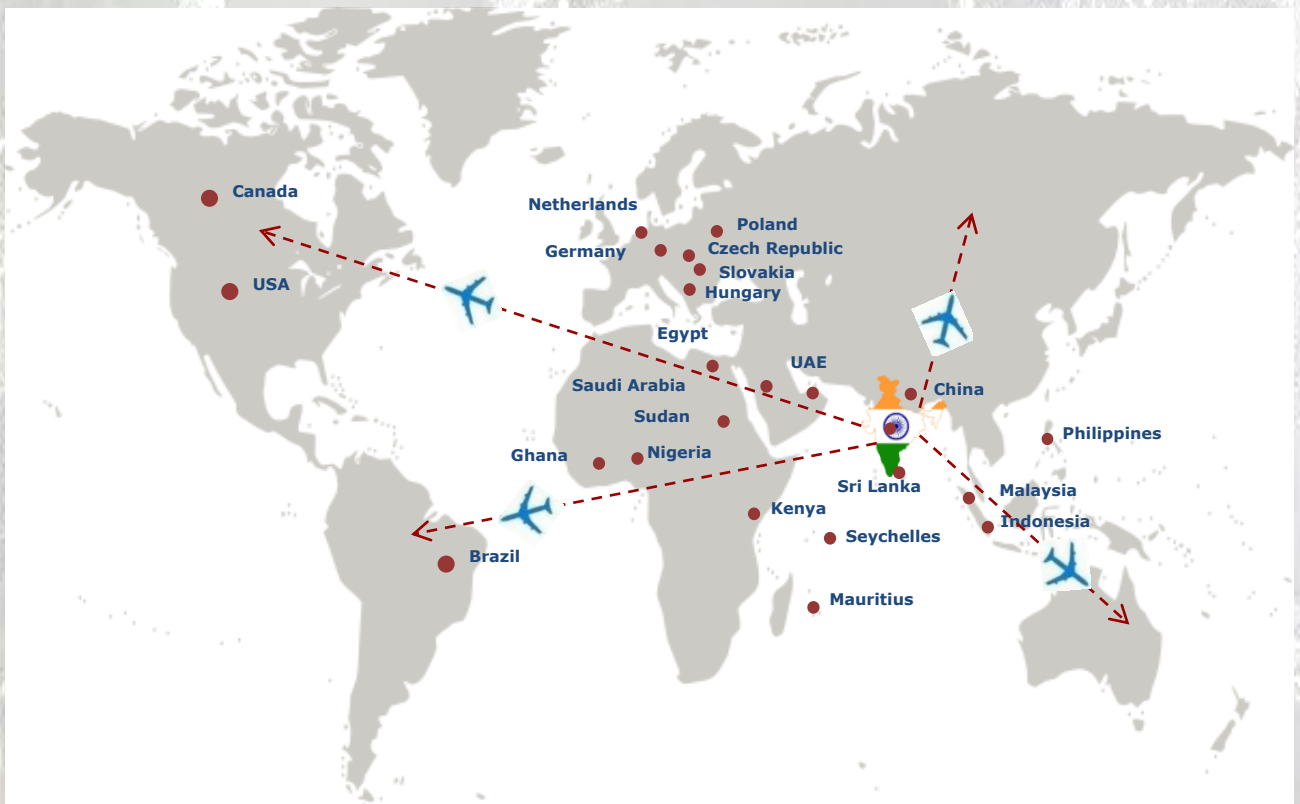 Canada
Netherlands
Poland
Germany
Czech Republic
Slovakia
USA
Hungary
Egypt
UAE
Saudi Arabia
China
Sudan
Philippines
Ghana
Nigeria
Sri Lanka
Malaysia
Kenya
Indonesia
Seychelles
Brazil
Mauritius